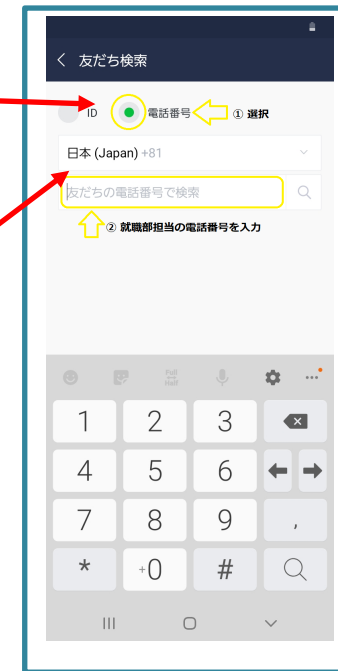 友だち検索
ID 電話番号 ① 選択
日本 (Japan) +81
友だちの電話番号で検索
② 就職部担当の電話番号を入力
Full
Half
1 2 3
4 5 6
7 8 9 ,
* +0 #